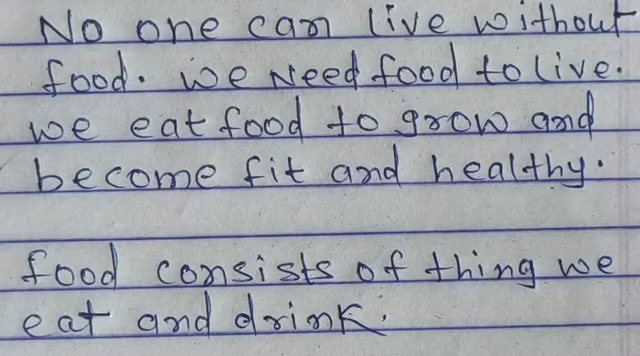 No one can live without
food. we Need food to live.
we eat food to grow and
become fit and healthy.
food consists of thing we
eat and drink.